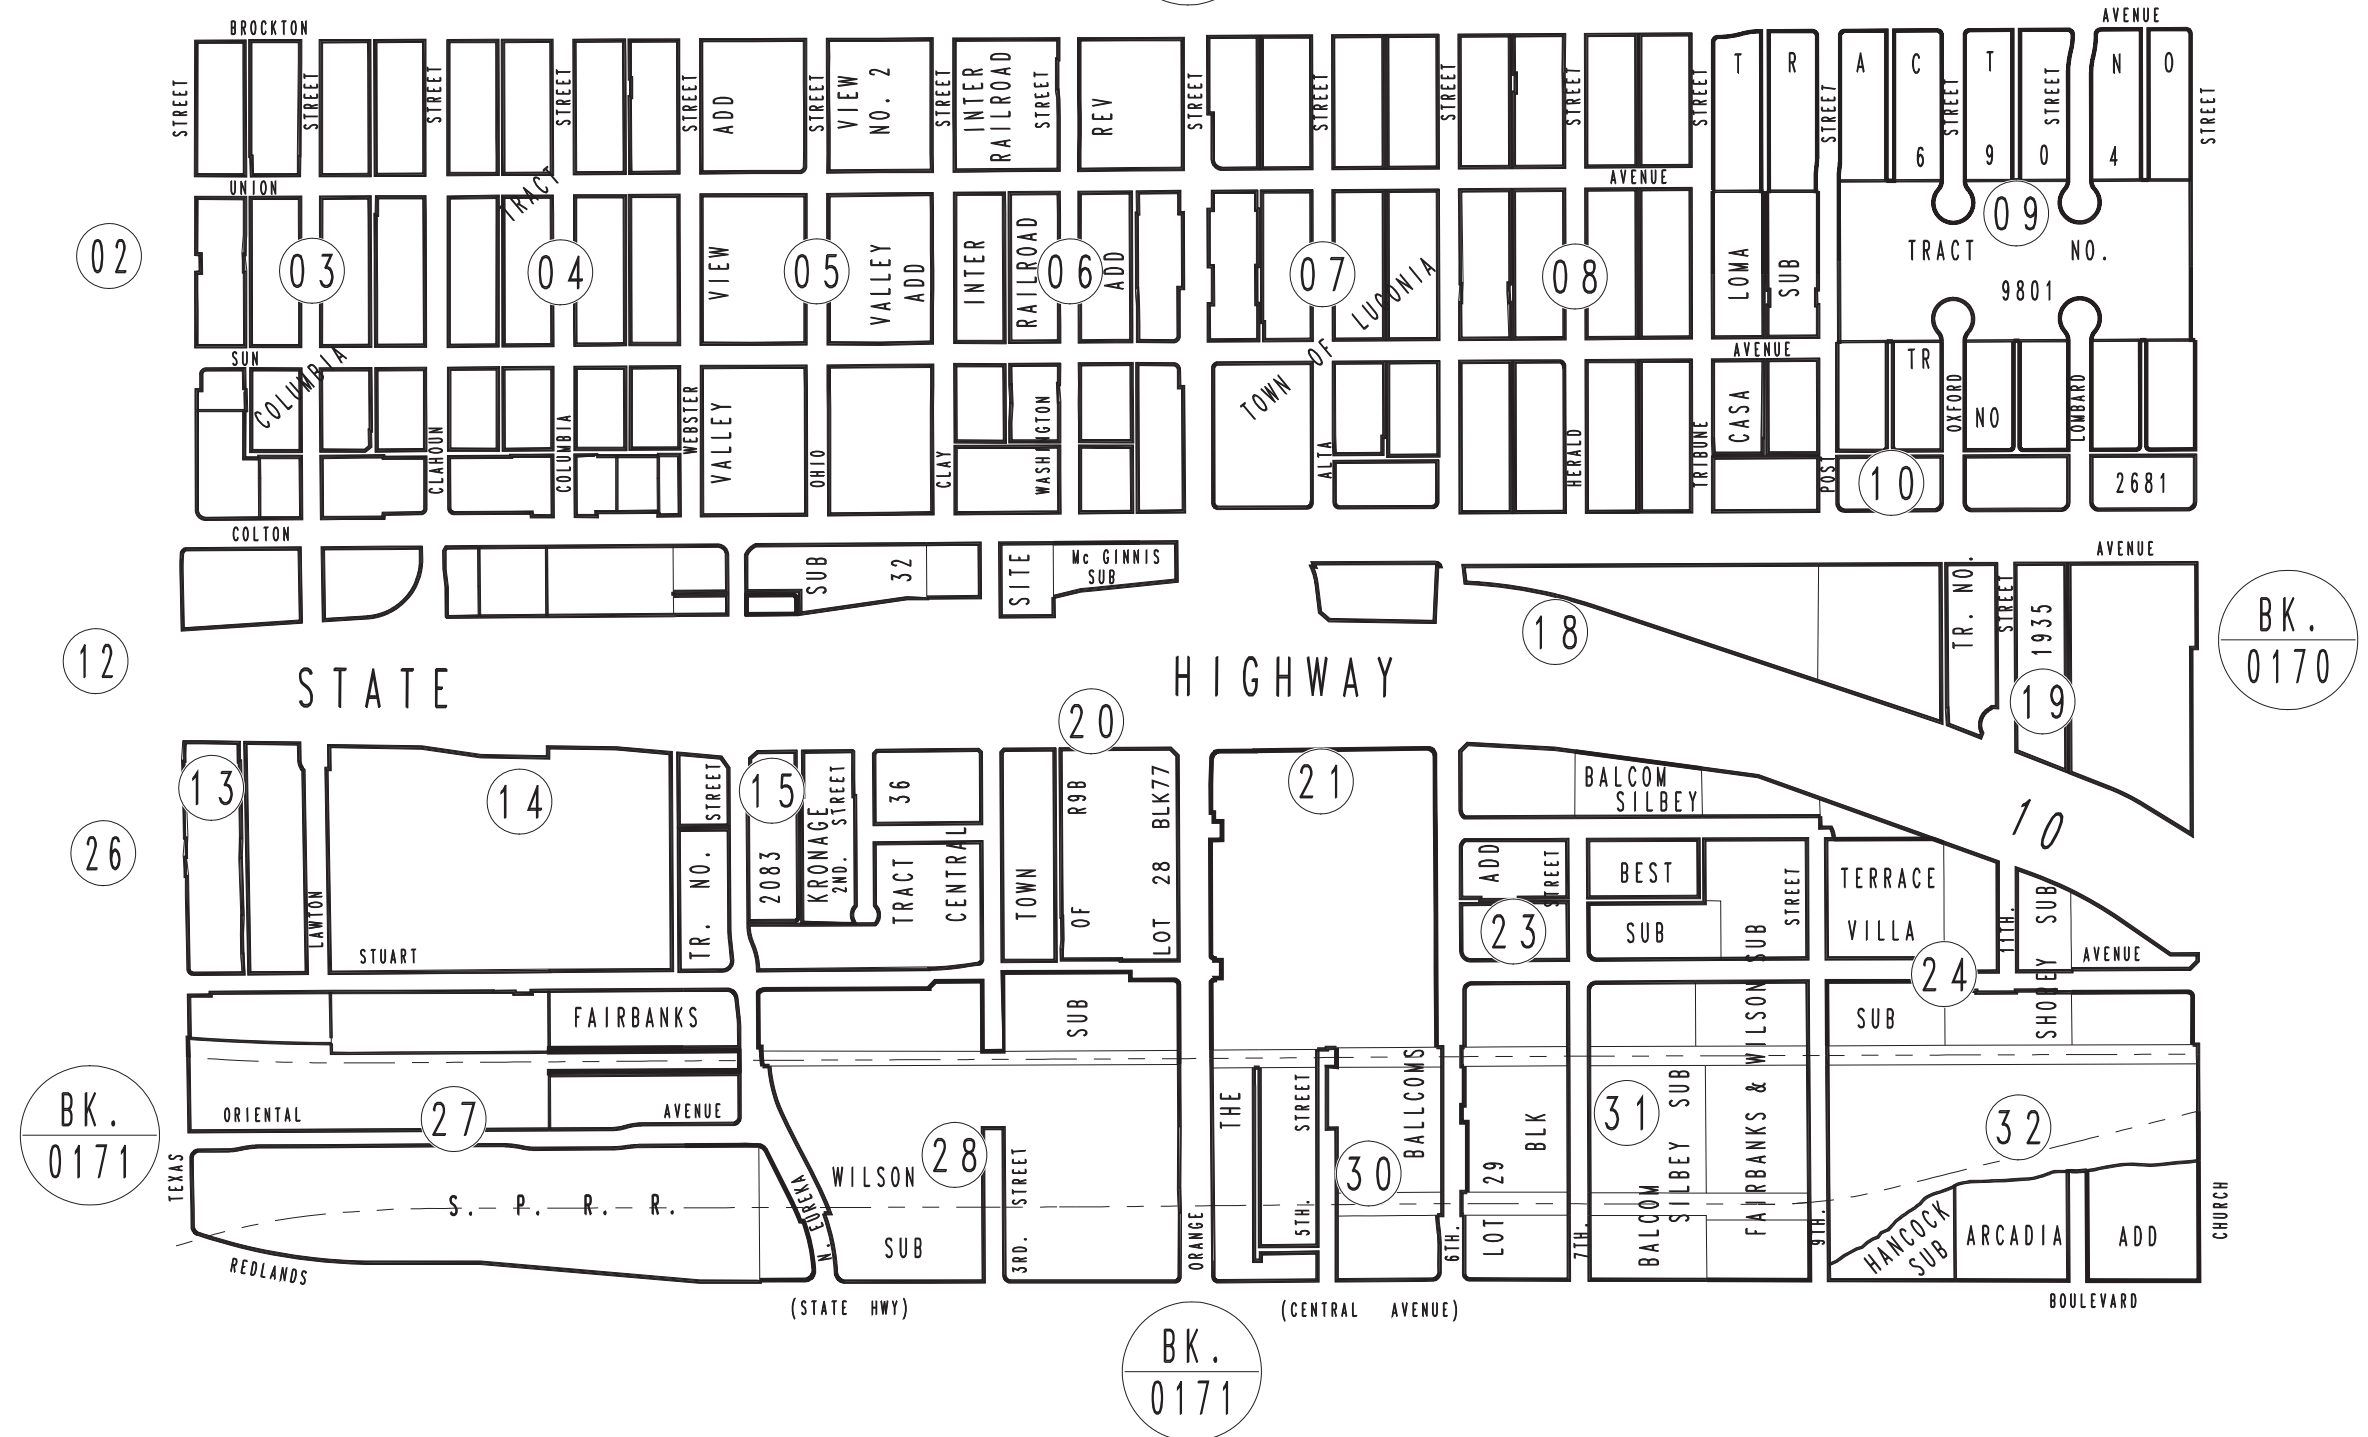 BROCKTON AVENUE
STREET STREET STREET STREET STREET STREET STREET STREET STREET STREET STREET STREET STREET STREET STREET STREET STREET
ADD
VIEW
NO. 2
INTER
RAILROAD
REV
T R A C T N O
6 9 0 4
UNION AVENUE
TRACT
02 03 04 05 06 07 08 09
VIEW
VALLEY
ADD
INTER
RAILROAD
ADD
LUGONIA
LOMA
SUB
TRACT NO.
9801
SUN AVENUE
COLUMBIA
TOWN OF
TR
NO
2681
CLAHOUN
COLUMBIA
WEBSTER
VALLEY
OHIO
CLAY
WASHINGTON
ALTA
HERALD
TRIBUNE
CASA
POST
OXFORD
LOMBARD
10
COLTON AVENUE
SUB
32
SITE
Mc GINNIS
SUB
18
TR. NO.
STREET
1935
19
BK.
0170
12
STATE HIGHWAY
10
20
13
14
15
21
STREET
KRONAGE
2ND. STREET
36
R9B
LOT 28 BLK77
BALCOM
SILBEY
26
LAWTON
STUART AVENUE
TR. NO.
2083
TRACT
CENTRAL
TOWN
OF
ADD
STREET
23
BEST
SUB
SUB
STREET
TERRACE
VILLA
24
11TH.
SHOREY SUB
FAIRBANKS
SUB
SUB
BK.
0171
ORIENTAL AVENUE
27
THE
STREET
5TH.
BALLCOMS
30
BLK
LOT 29
31
BALCOM
SILBEY SUB
FAIRBANKS & WILSON
32
TEXAS
S. P. R. R.
N. EUREKA
WILSON
SUB
28
3RD. STREET
ORANGE
6TH.
7TH.
9TH.
HANCOCK
SUB
ARCADIA ADD
CHURCH
REDLANDS BOULEVARD
(STATE HWY) (CENTRAL AVENUE)
BK.
0171